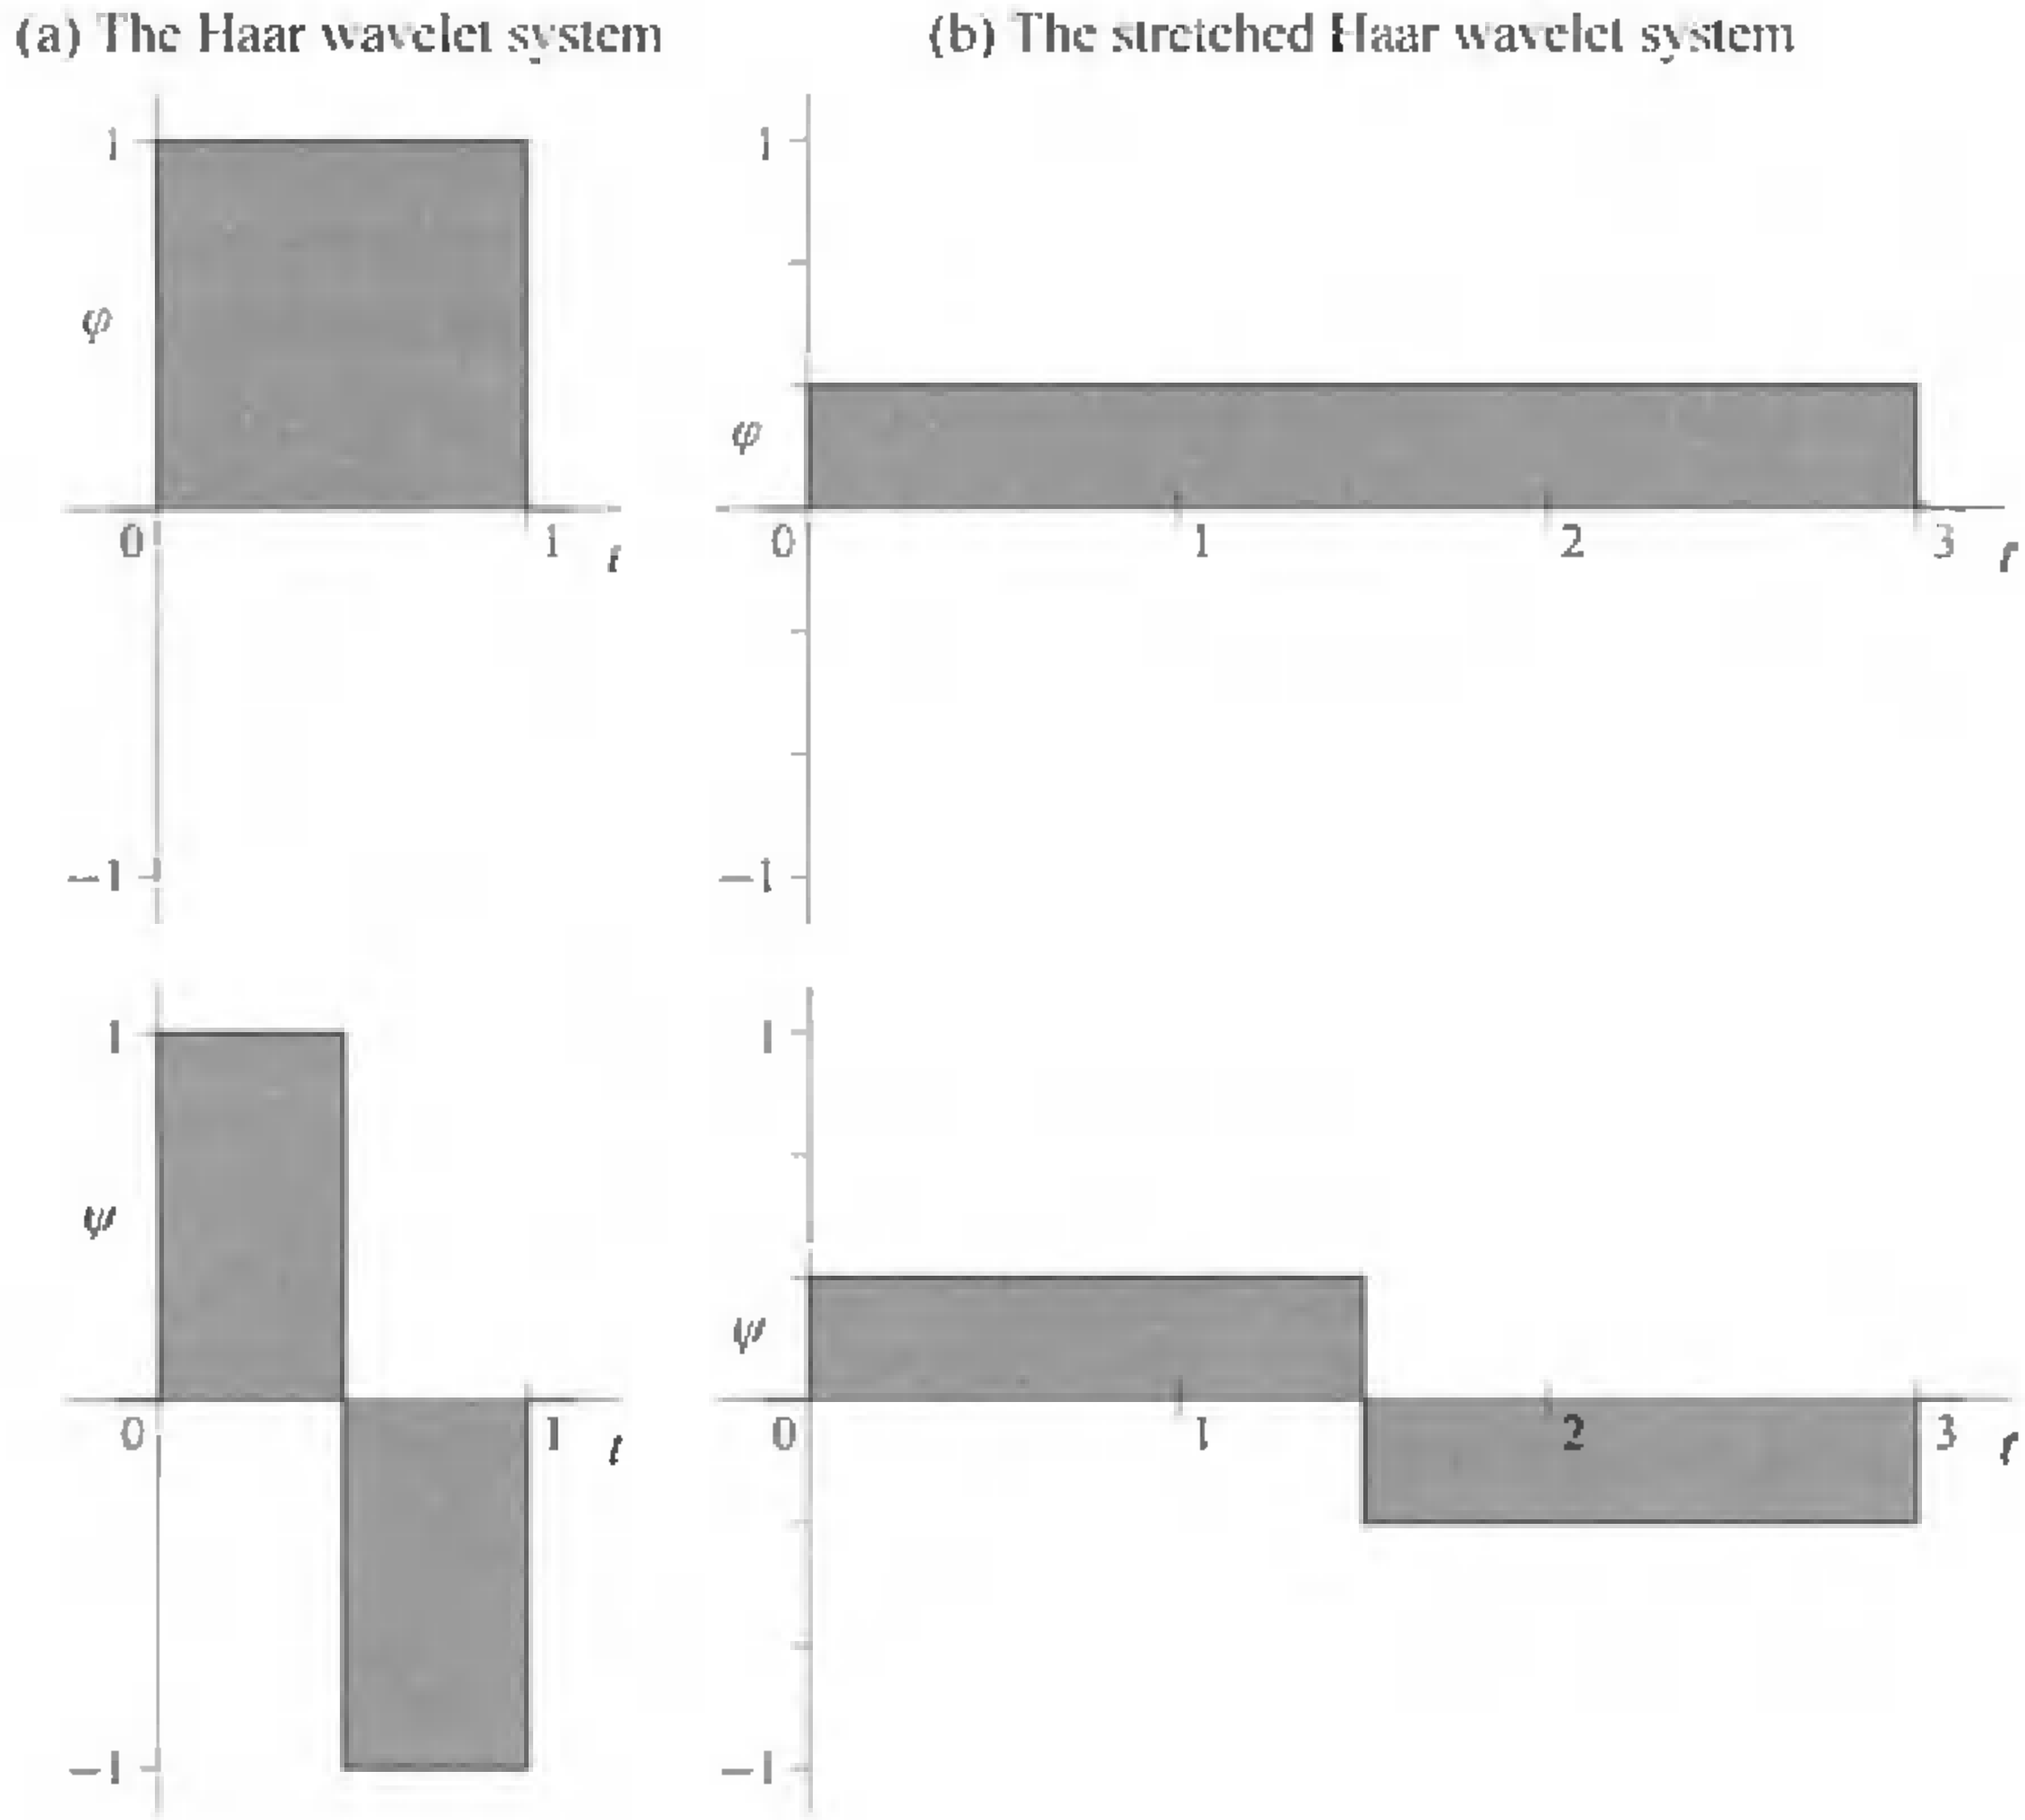 (a) The Haar wavelet system
(b) The stretched Haar wavelet system
1
φ
0
1
t
−1
1
φ
0
1
2
3
t
−1
1
ψ
0
1
t
−1
1
ψ
0
1
2
3
t
−1